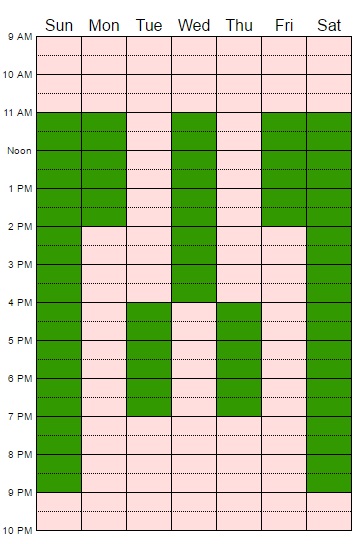 Sun Mon Tue Wed Thu Fri Sat
9 AM
10 AM
11 AM
Noon
1 PM
2 PM
3 PM
4 PM
5 PM
6 PM
7 PM
8 PM
9 PM
10 PM